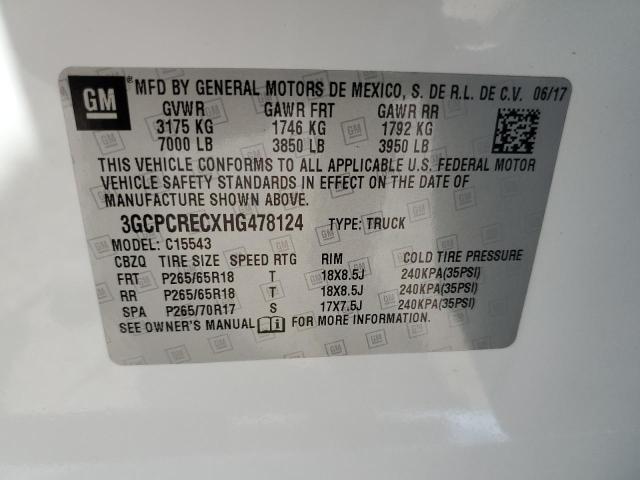 GM ® MFD BY GENERAL MOTORS DE MEXICO, S. DE R.L. DE C.V. 06/17
GVWR GAWR FRT GAWR RR
3175 KG 1746 KG 1792 KG
7000 LB 3850 LB 3950 LB
THIS VEHICLE CONFORMS TO ALL APPLICABLE U.S. FEDERAL MOTOR
VEHICLE SAFETY STANDARDS IN EFFECT ON THE DATE OF
MANUFACTURE SHOWN ABOVE.
3GCPCRECXHG478124 TYPE: TRUCK
MODEL: C15543
CBZQ TIRE SIZE SPEED RTG RIM COLD TIRE PRESSURE
FRT P265/65R18 T 18X8.5J 240KPA(35PSI)
RR P265/65R18 T 18X8.5J 240KPA(35PSI)
SPA P265/70R17 S 17X7.5J 240KPA(35PSI)
SEE OWNER'S MANUAL FOR MORE INFORMATION.